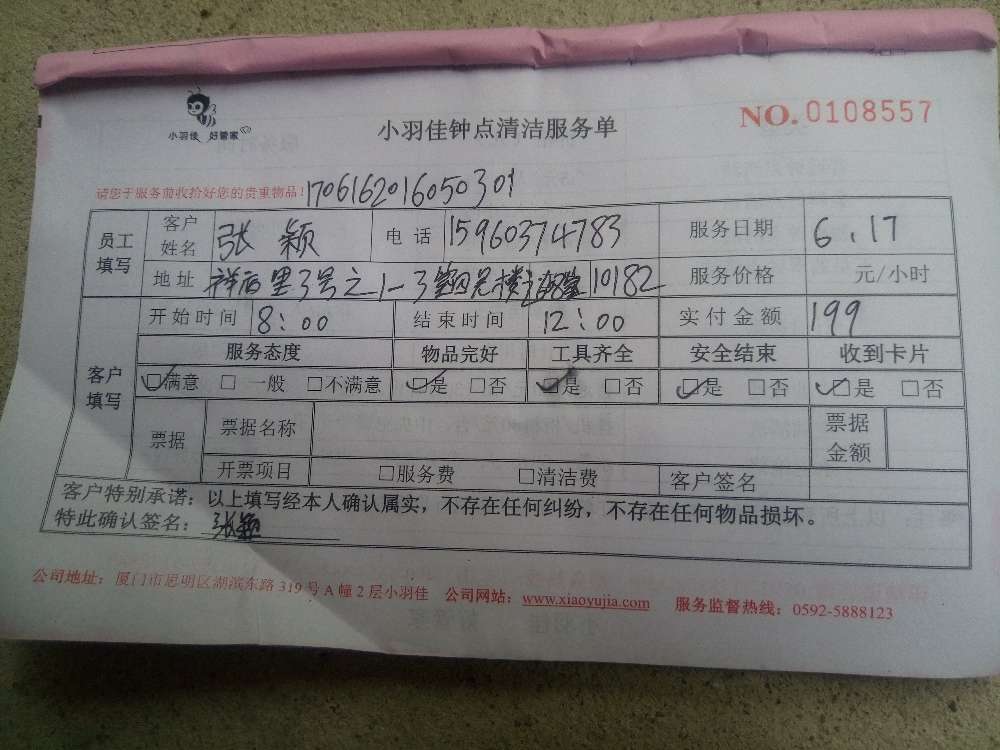 小羽佳 好管家
小羽佳钟点清洁服务单
NO.0108557
请您于服务前收拾好您的贵重物品!
1706162016050301
员工填写 客户姓名 张颖 电话 15960374783 服务日期 6.17
地址 祥店里3号之1-3 10182 服务价格 元/小时
客户填写 开始时间 8:00 结束时间 12:00 实付金额 199
服务态度 物品完好 工具齐全 安全结束 收到卡片
☑满意 □一般 □不满意 ☑是 □否 ☑是 □否 ☑是 □否 ☑是 □否
票据 票据名称 票据金额
开票项目 □服务费 □清洁费 客户签名
客户特别承诺：以上填写经本人确认属实，不存在任何纠纷，不存在任何物品损坏。
特此确认签名：张颖
公司地址：厦门市思明区湖滨东路319号A幢2层小羽佳 公司网站：www.xiaoyujia.com 服务监督热线：0592-5888123